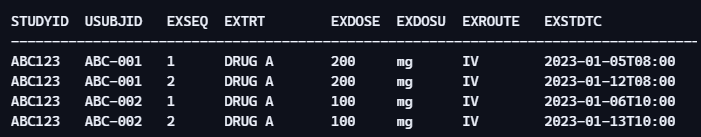 STUDYID  USUBJID  EXSEQ  EXTRT        EXDOSE  EXDOSU  EXROUTE   EXSTDTC
------------------------------------------------------------------------------------
ABC123   ABC-001   1      DRUG A       200     mg      IV        2023-01-05T08:00
ABC123   ABC-001   2      DRUG A       200     mg      IV        2023-01-12T08:00
ABC123   ABC-002   1      DRUG A       100     mg      IV        2023-01-06T10:00
ABC123   ABC-002   2      DRUG A       100     mg      IV        2023-01-13T10:00